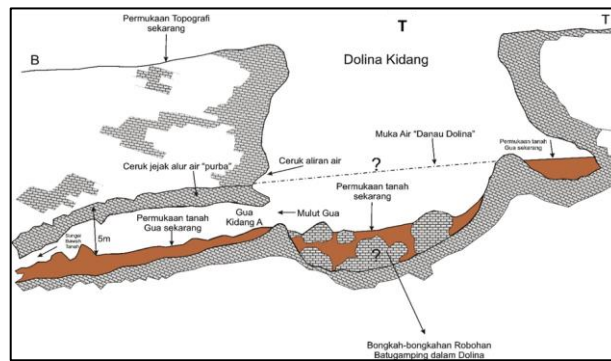 Permukaan Topografi
sekarang
T
T
B
Dolina Kidang
Muka Air "Danau Dolina"
Permukaan tanah
Gua sekarang
Ceruk jejak alur air "purba"
Ceruk aliran air
?
Permukaan tanah
sekarang
Gua
Kidang A
Mulut Gua
Permukaan tanah
Gua sekarang
5m
Sungai
Bawah
Tanah
?
Bongkah-bongkahan Robohan
Batugamping dalam Dolina